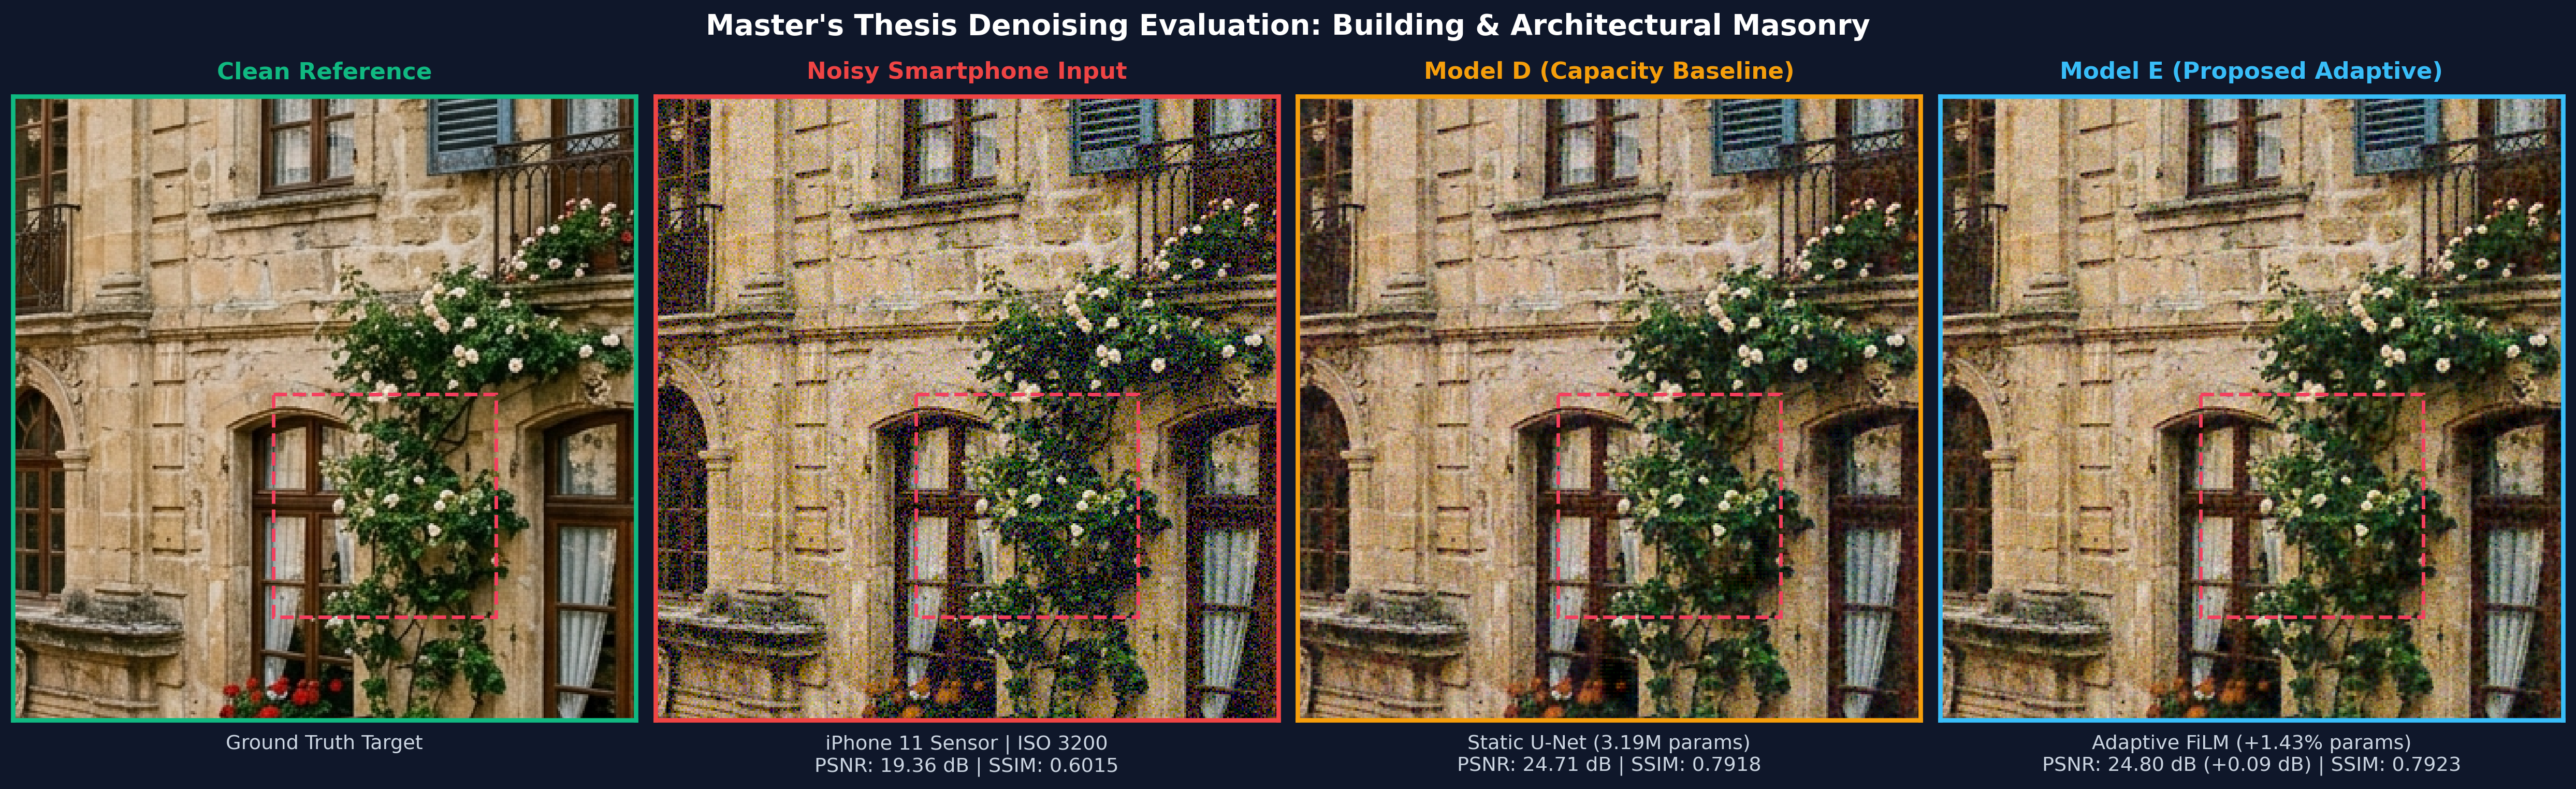 Master's Thesis Denoising Evaluation: Building & Architectural Masonry
Clean Reference
Noisy Smartphone Input
Model D (Capacity Baseline)
Model E (Proposed Adaptive)
Ground Truth Target
iPhone 11 Sensor | ISO 3200
PSNR: 19.36 dB | SSIM: 0.6015
Static U-Net (3.19M params)
PSNR: 24.71 dB | SSIM: 0.7918
Adaptive FiLM (+1.43% params)
PSNR: 24.80 dB (+0.09 dB) | SSIM: 0.7923